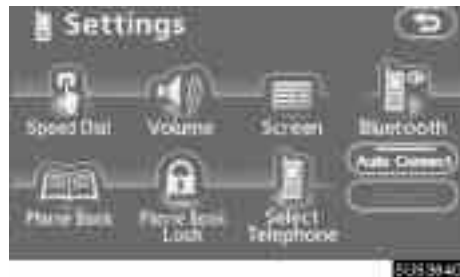 Settings
Speed Dial Volume Screen Bluetooth
Auto Connect
Phone Book Phone Book Lock Select Telephone